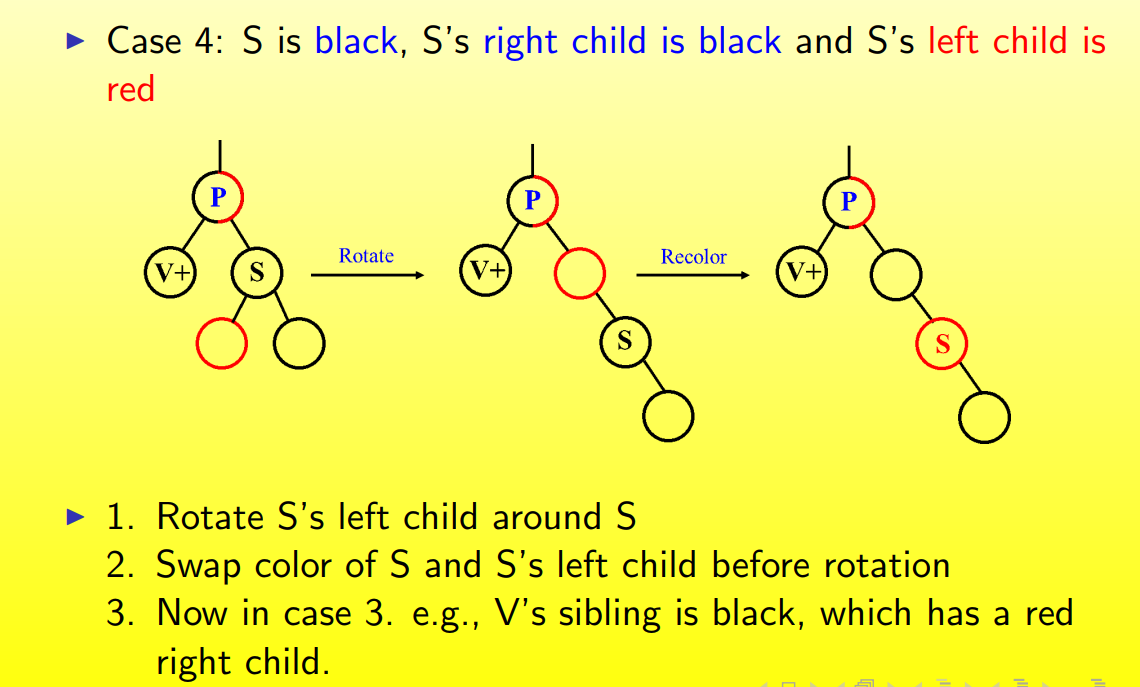 Case 4: S is black, S's right child is black and S's left child is
red
P P P
V+ S Rotate V+ Recolor V+
S S
1. Rotate S's left child around S
2. Swap color of S and S's left child before rotation
3. Now in case 3. e.g., V's sibling is black, which has a red
right child.